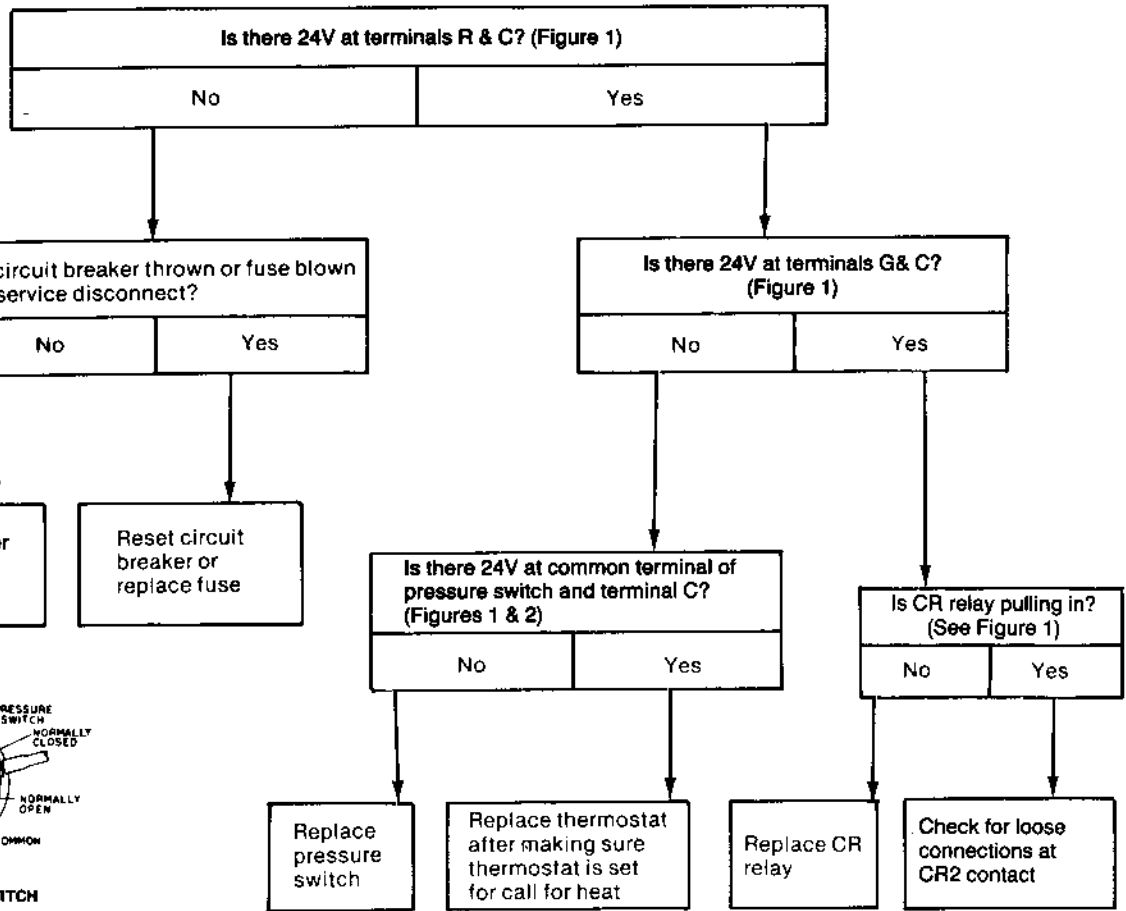 Is there 24V at terminals R & C? (Figure 1)
No
Yes
circuit breaker thrown or fuse blown
service disconnect?
No
Yes
Is there 24V at terminals G& C?
(Figure 1)
No
Yes
Reset circuit
breaker or
replace fuse
Is there 24V at common terminal of
pressure switch and terminal C?
(Figures 1 & 2)
No
Yes
Is CR relay pulling in?
(See Figure 1)
No
Yes
RESSURE
SWITCH
NORMALLY
CLOSED
NORMALLY
OPEN
OMMON
ITCH
Replace
pressure
switch
Replace thermostat
after making sure
thermostat is set
for call for heat
Replace CR
relay
Check for loose
connections at
CR2 contact